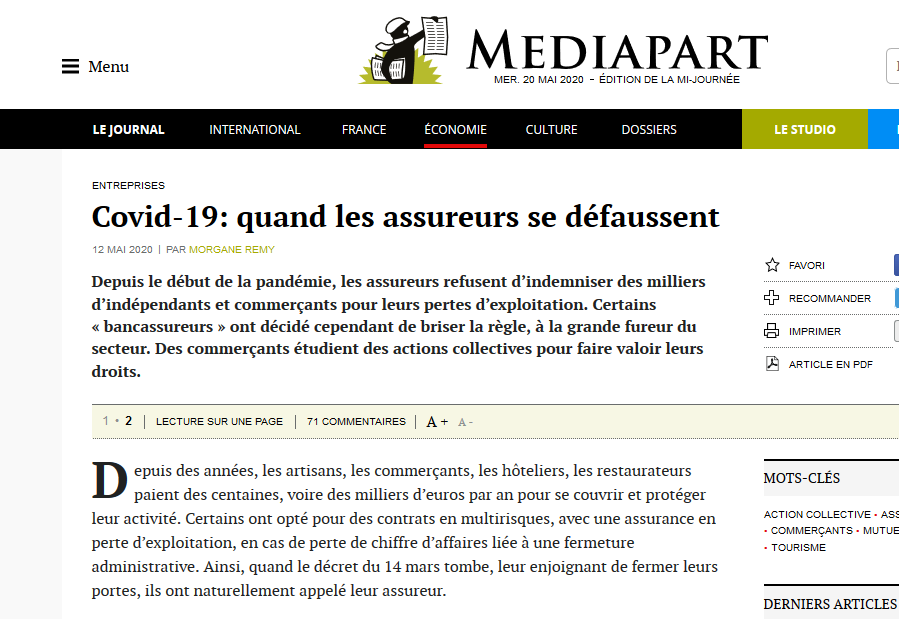 Menu
MEDIAPART
MER. 20 MAI 2020 - ÉDITION DE LA MI-JOURNÉE
LE JOURNAL INTERNATIONAL FRANCE ÉCONOMIE CULTURE DOSSIERS LE STUDIO
ENTREPRISES
Covid-19: quand les assureurs se défaussent
12 MAI 2020 | PAR MORGANE REMY
Depuis le début de la pandémie, les assureurs refusent d’indemniser des milliers
d’indépendants et commerçants pour leurs pertes d’exploitation. Certains
« bancassureurs » ont décidé cependant de briser la règle, à la grande fureur du
secteur. Des commerçants étudient des actions collectives pour faire valoir leurs
droits.
FAVORI
RECOMMANDER
IMPRIMER
ARTICLE EN PDF
1 • 2 | LECTURE SUR UNE PAGE | 71 COMMENTAIRES | A + A -
Depuis des années, les artisans, les commerçants, les hôteliers, les restaurateurs
paient des centaines, voire des milliers d’euros par an pour se couvrir et protéger
leur activité. Certains ont opté pour des contrats en multirisques, avec une assurance en
perte d’exploitation, en cas de perte de chiffre d’affaires liée à une fermeture
administrative. Ainsi, quand le décret du 14 mars tombe, leur enjoignant de fermer leurs
portes, ils ont naturellement appelé leur assureur.
MOTS-CLÉS
ACTION COLLECTIVE • ASS
• COMMERÇANTS • MUTUE
• TOURISME
DERNIERS ARTICLES